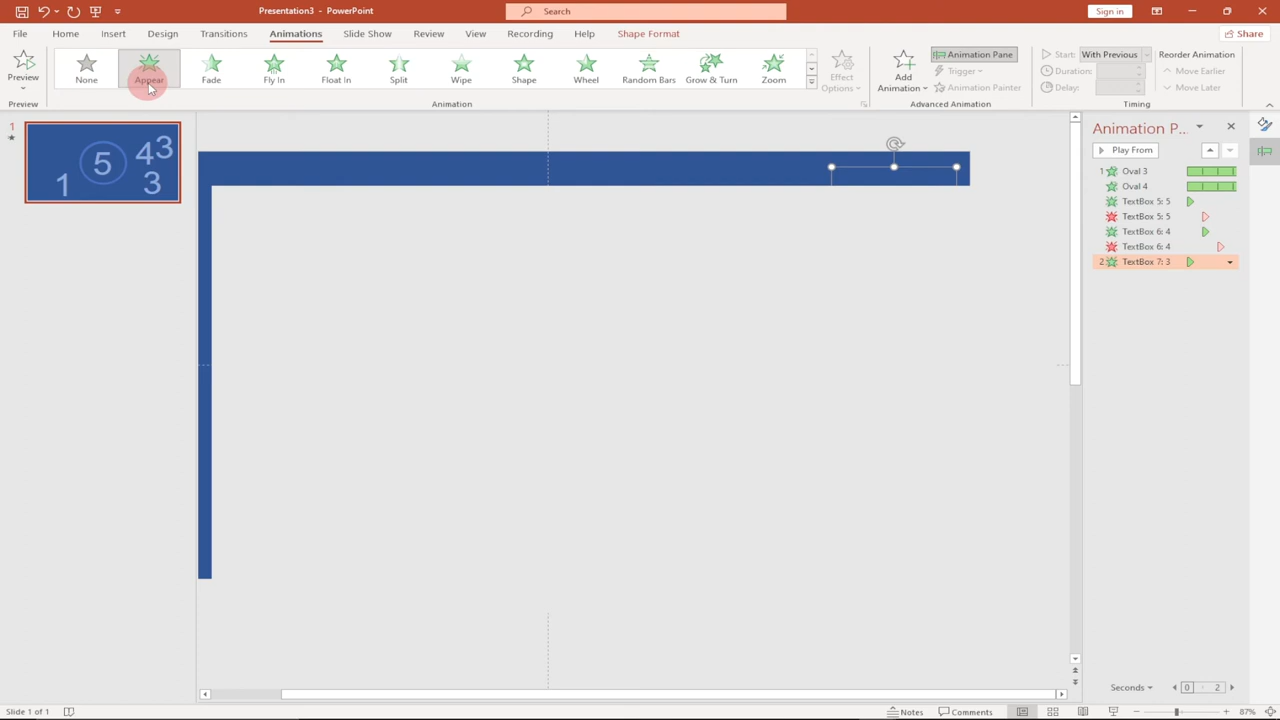 Presentation3 - PowerPoint
Search
Sign in
File Home Insert Design Transitions Animations Slide Show Review View Recording Help Shape Format Share
Preview
None
Appear
Fade
Fly In
Float In
Split
Wipe
Shape
Wheel
Random Bars
Grow & Turn
Zoom
Effect Options
Add Animation
Animation Pane
Trigger
Animation Painter
Start: With Previous
Duration:
Delay:
Reorder Animation
Move Earlier
Move Later
Preview
Animation
Advanced Animation
Timing
1
5
4
3
1
3
Animation P...
Play From
1 Oval 3
Oval 4
TextBox 5: 5
TextBox 5: 5
TextBox 6: 4
TextBox 6: 4
2 TextBox 7: 3
Seconds 0 2
Slide 1 of 1
Notes
Comments
87%